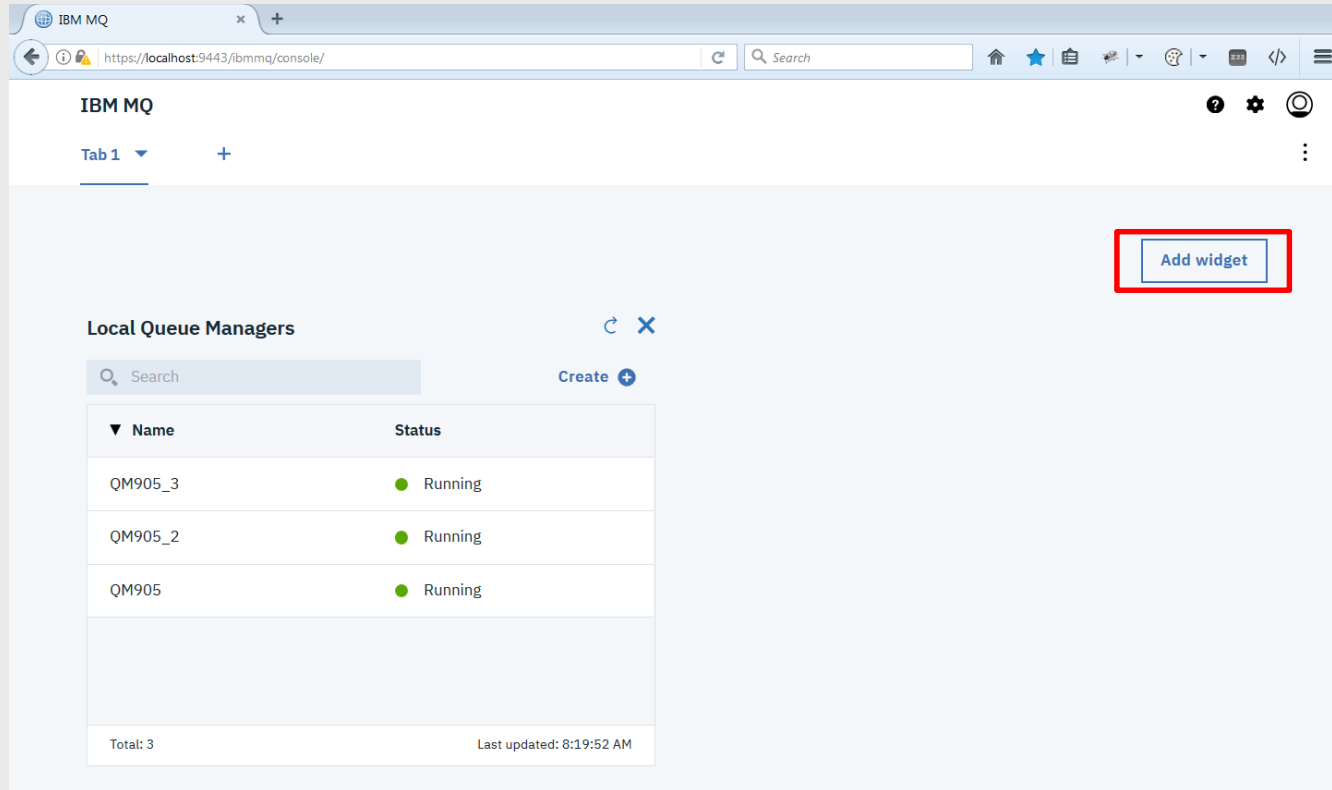 IBM MQ
https://localhost:9443/ibmmq/console/
Search
IBM MQ
Tab 1
Add widget
Local Queue Managers
Search
Create
Name Status
QM905_3 Running
QM905_2 Running
QM905 Running
Total: 3 Last updated: 8:19:52 AM